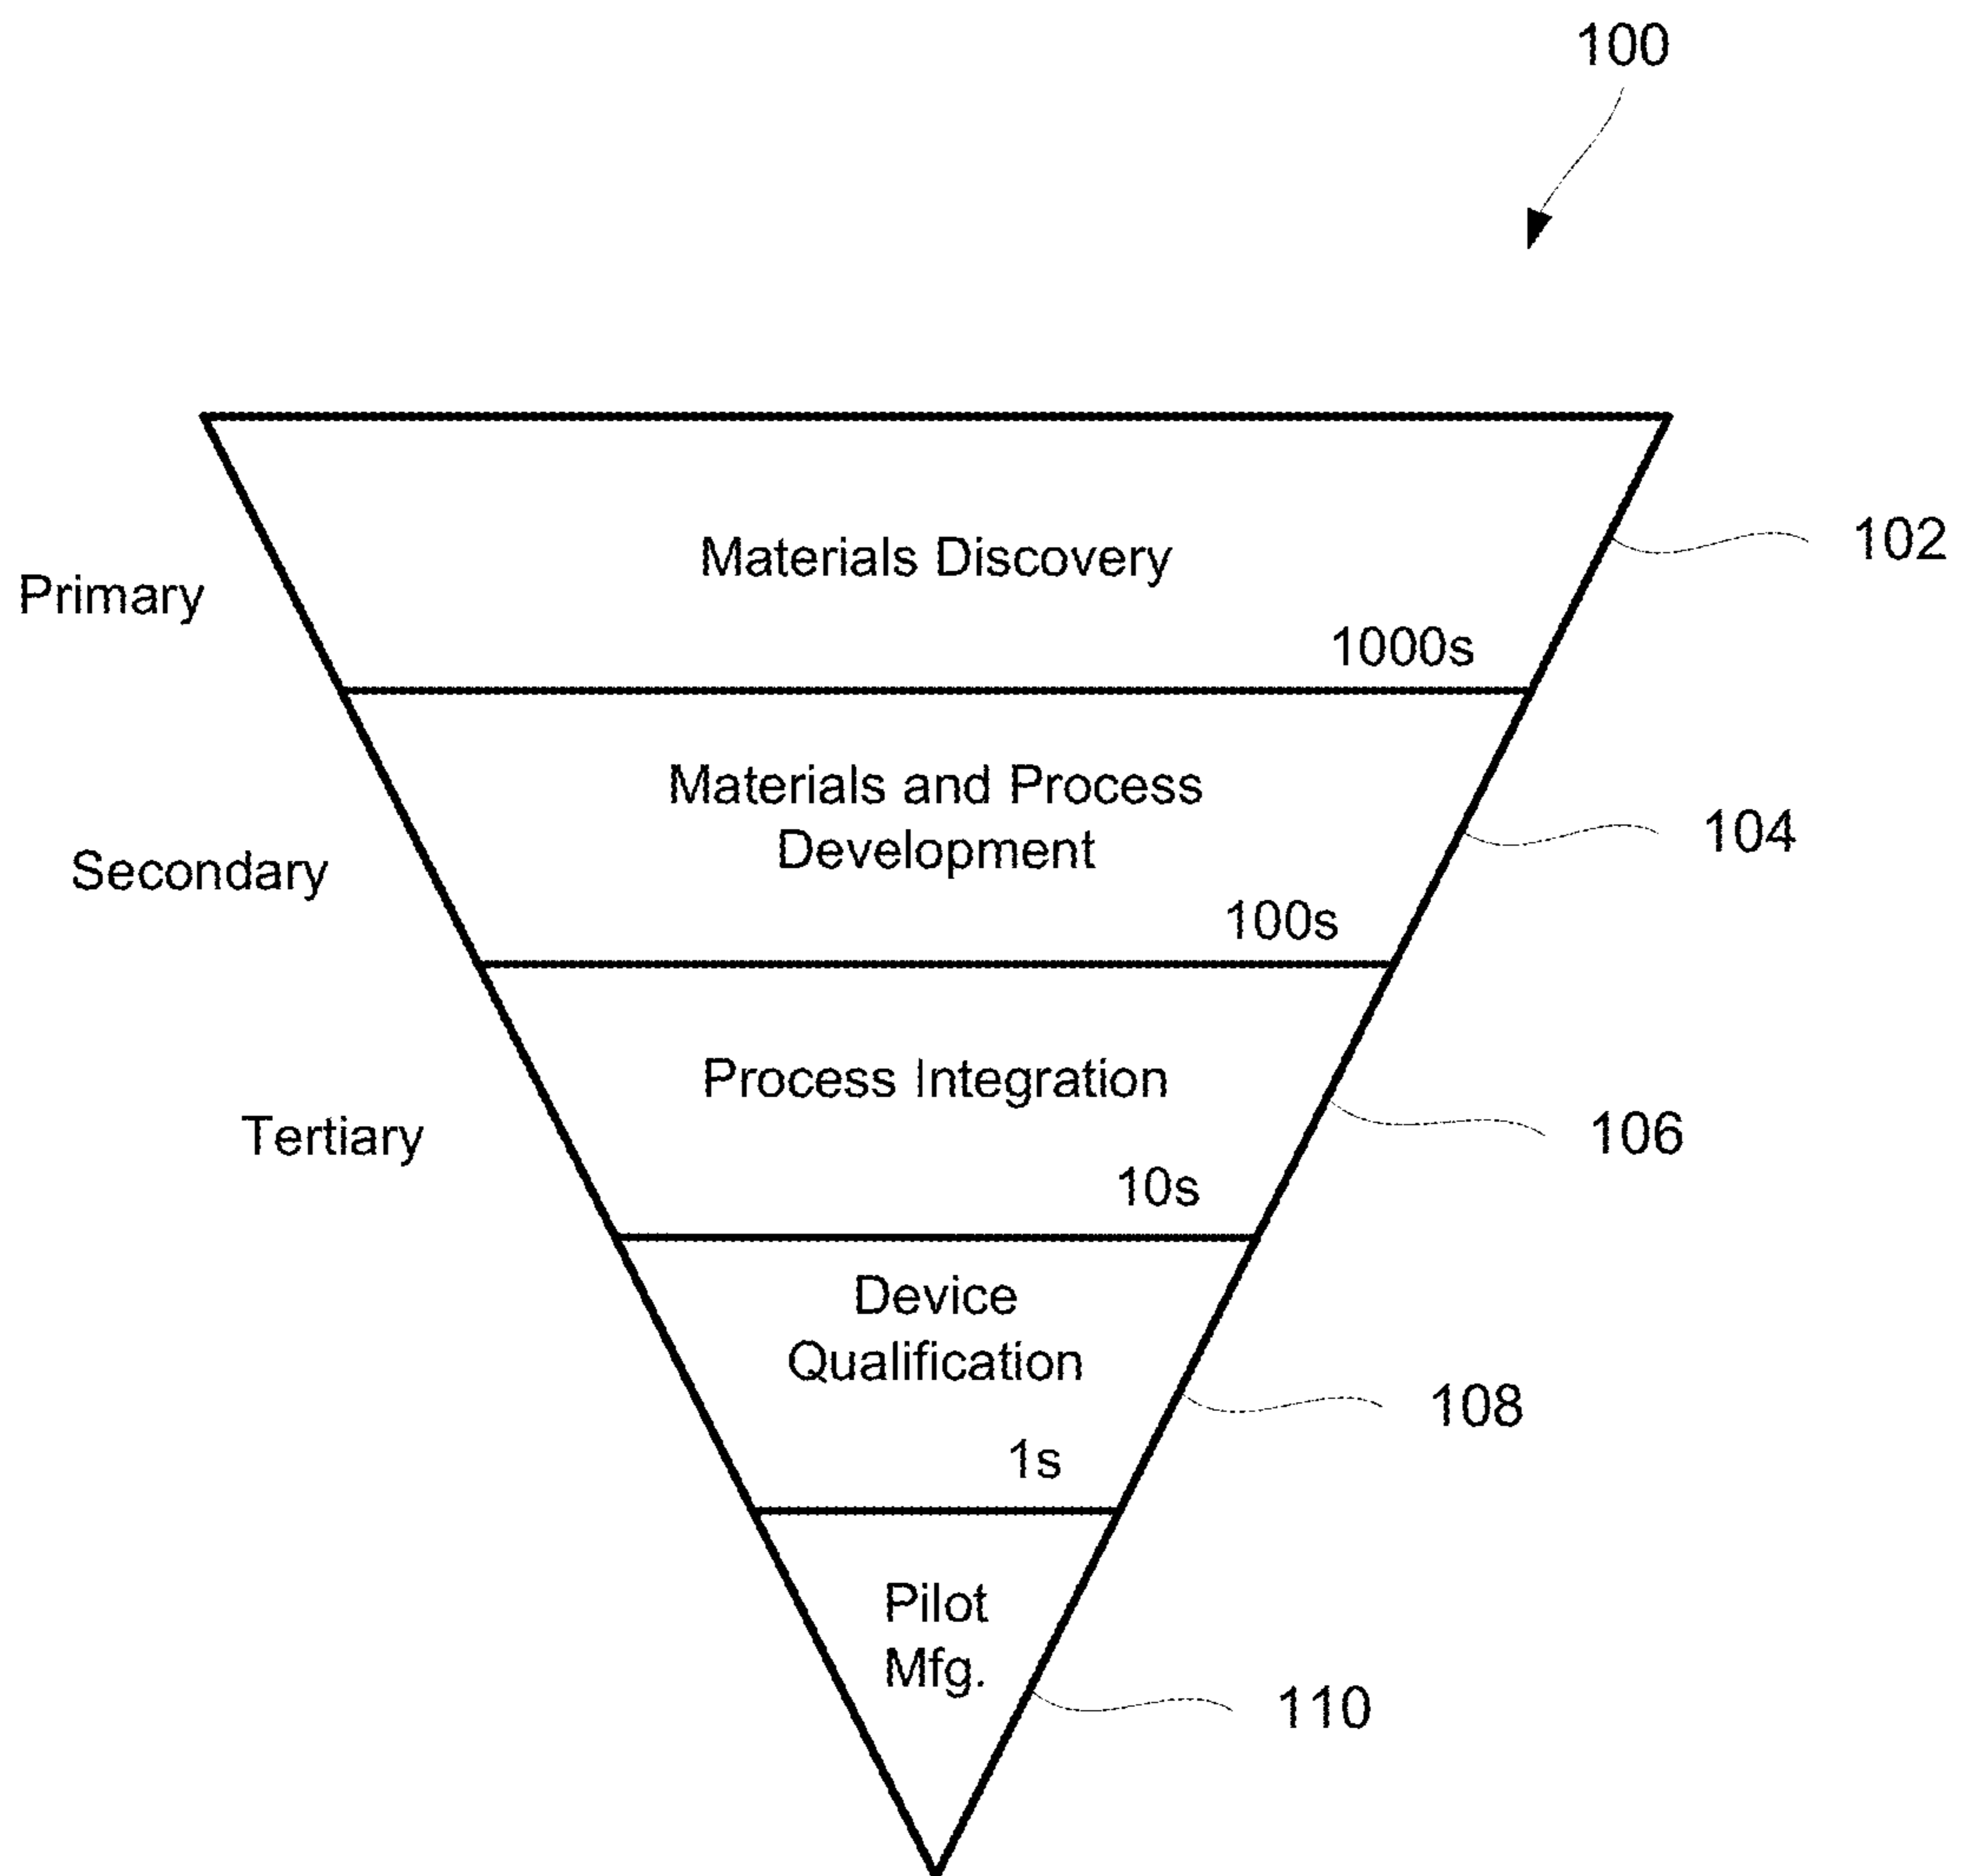 100
Materials Discovery
102
Primary
1000s
Materials and Process
Development
104
Secondary
100s
Process Integration
106
Tertiary
10s
Device
Qualification
108
1s
Pilot
Mfg.
110